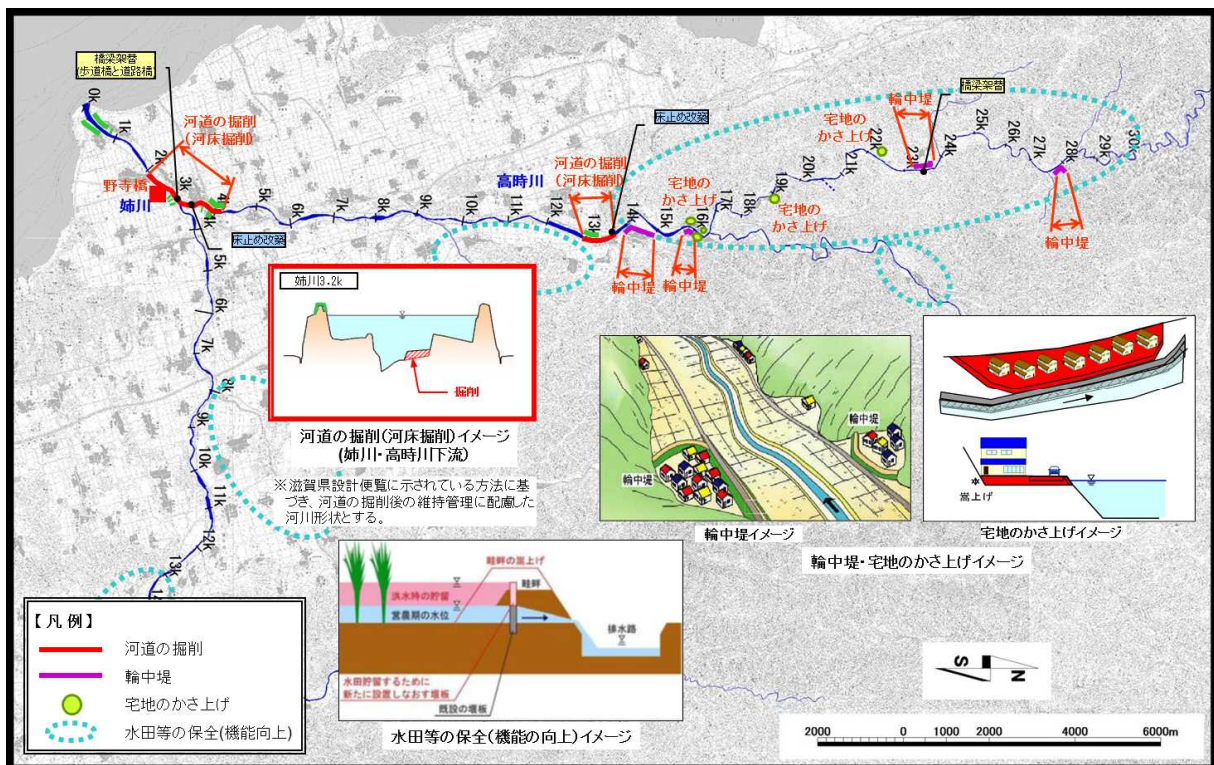 橋梁架替
(歩道橋と道路橋
0k
1k
2k
3k
4k
河道の掘削
(河床掘削)
野寺橋
姉川
5k
6k
7k
8k
9k
10k
11k
12k
13k
床止め改築
高時川
5k
6k
7k
8k
9k
10k
11k
12k
13k
14k
15k
16k
17k
18k
19k
20k
21k
22k
23k
24k
25k
26k
27k
28k
29k
30k
河道の掘削
(河床掘削)
床止め改築
宅地の
かさ上げ
輪中堤
輪中堤
宅地の
かさ上げ
宅地の
かさ上げ
輪中堤
橋梁架替
輪中堤
姉川3.2k
掘削
河道の掘削(河床掘削)イメージ
(姉川・高時川下流)
※滋賀県設計便覧に示されている方法に基
づき、河道の掘削後の維持管理に配慮した
河川形状とする。
輪中堤
輪中堤
輪中堤イメージ
嵩上げ
宅地のかさ上げイメージ
輪中堤・宅地のかさ上げイメージ
畦畔の嵩上げ
畦畔
洪水時の貯留
営農期の水位
排水路
水田貯留するために
新たに設置しなおす堰板
既設の堰板
水田等の保全(機能の向上)イメージ
【凡例】
河道の掘削
輪中堤
宅地のかさ上げ
水田等の保全(機能向上)
S
N
2000 0 1000 2000 4000 6000m